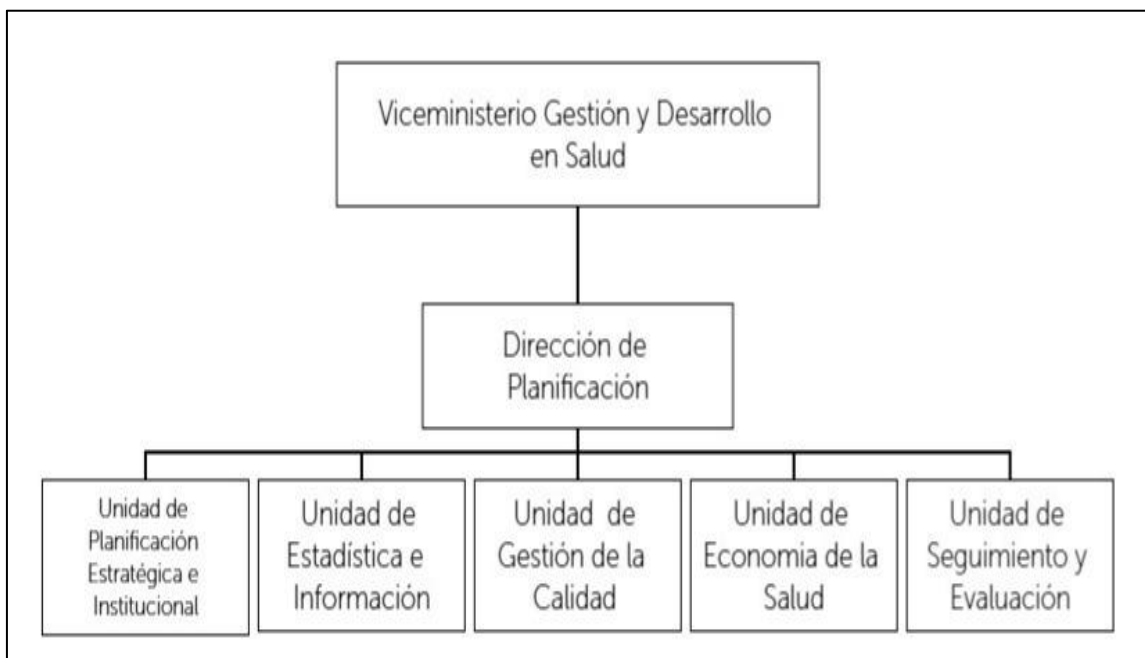 Viceministerio Gestión y Desarrollo
en Salud
Dirección de
Planificación
Unidad de
Planificación
Estratégica e
Institucional
Unidad de
Estadística e
Información
Unidad de
Gestión de la
Calidad
Unidad de
Economia de la
Salud
Unidad de
Seguimiento y
Evaluación